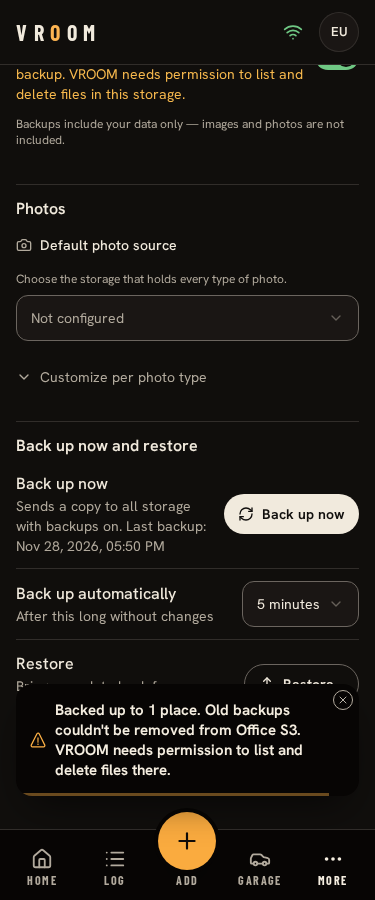 VROOM
EU
backup. VROOM needs permission to list and
delete files in this storage.
Backups include your data only — images and photos are not
included.
Photos
Default photo source
Choose the storage that holds every type of photo.
Not configured
Customize per photo type
Back up now and restore
Back up now
Sends a copy to all storage
with backups on. Last backup:
Nov 28, 2026, 05:50 PM
Back up now
Back up automatically
After this long without changes
5 minutes
Restore
Restore
Backed up to 1 place. Old backups
couldn't be removed from Office S3.
VROOM needs permission to list and
delete files there.
HOME
LOG
ADD
GARAGE
MORE